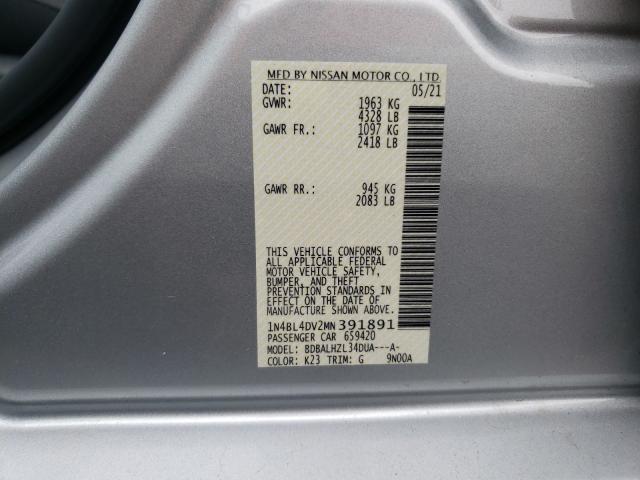 MFD BY NISSAN MOTOR CO., LTD
DATE: 05/21
GVWR: 1963 KG
4328 LB
GAWR FR.: 1097 KG
2418 LB
GAWR RR.: 945 KG
2083 LB
THIS VEHICLE CONFORMS TO
ALL APPLICABLE FEDERAL
MOTOR VEHICLE SAFETY,
BUMPER, AND THEFT
PREVENTION STANDARDS IN
EFFECT ON THE DATE OF
MANUFACTURE SHOWN ABOVE.
1N4BL4DV2MN391891
PASSENGER CAR 659420
MODEL: BDBALHZL34DUA---A-
COLOR: K23 TRIM: G 9N00A